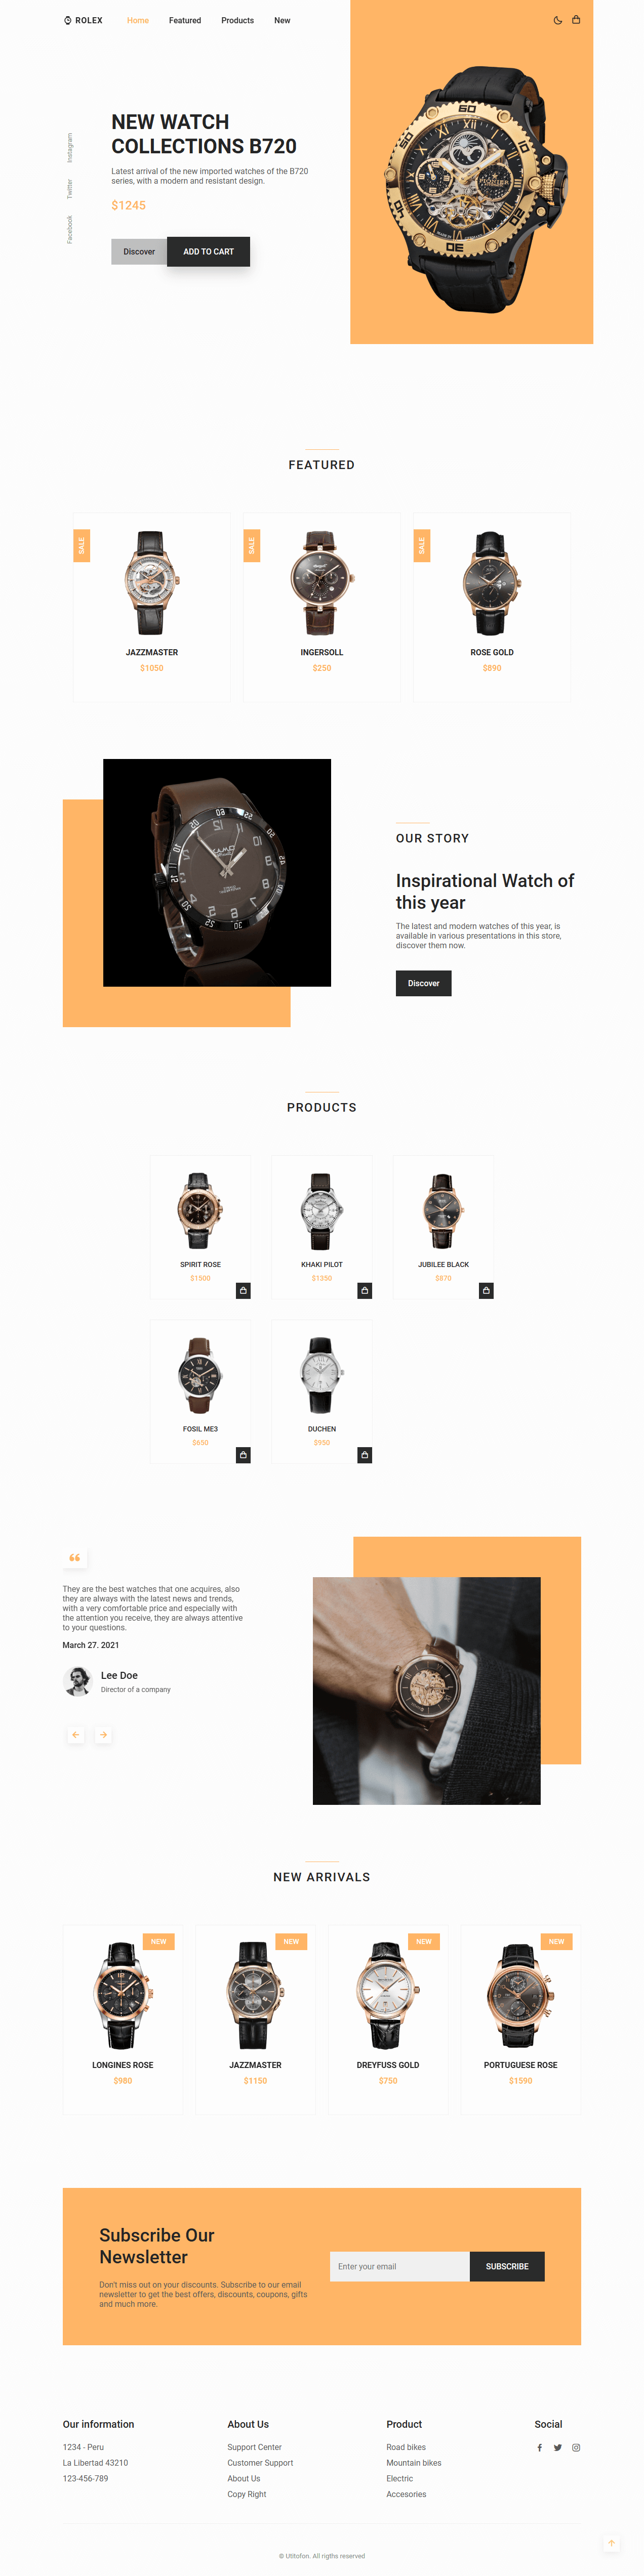 ROLEX
Home
Featured
Products
New
Instagram
Twitter
Facebook
NEW WATCH
COLLECTIONS B720
Latest arrival of the new imported watches of the B720
series, with a modern and resistant design.
$1245
Discover
ADD TO CART
60
30
FEATURED
SALE
JAZZMASTER
$1050
SALE
INGERSOLL
$250
SALE
ROSE GOLD
$890
OUR STORY
Inspirational Watch of
this year
The latest and modern watches of this year, is
available in various presentations in this store,
discover them now.
Discover
PRODUCTS
SPIRIT ROSE
$1500
KHAKI PILOT
$1350
JUBILEE BLACK
$870
FOSIL ME3
$650
DUCHEN
$950
They are the best watches that one acquires, also
they are always with the latest news and trends,
with a very comfortable price and especially with
the attention you receive, they are always attentive
to your questions.
March 27. 2021
Lee Doe
Director of a company
NEW ARRIVALS
NEW
LONGINES ROSE
$980
NEW
JAZZMASTER
$1150
NEW
DREYFUSS GOLD
$750
NEW
PORTUGUESE ROSE
$1590
Subscribe Our
Newsletter
Don't miss out on your discounts. Subscribe to our email
newsletter to get the best offers, discounts, coupons, gifts
and much more.
Enter your email
SUBSCRIBE
Our information
1234 - Peru
La Libertad 43210
123-456-789
About Us
Support Center
Customer Support
About Us
Copy Right
Product
Road bikes
Mountain bikes
Electric
Accesories
Social
© Utitofon. All rigths reserved